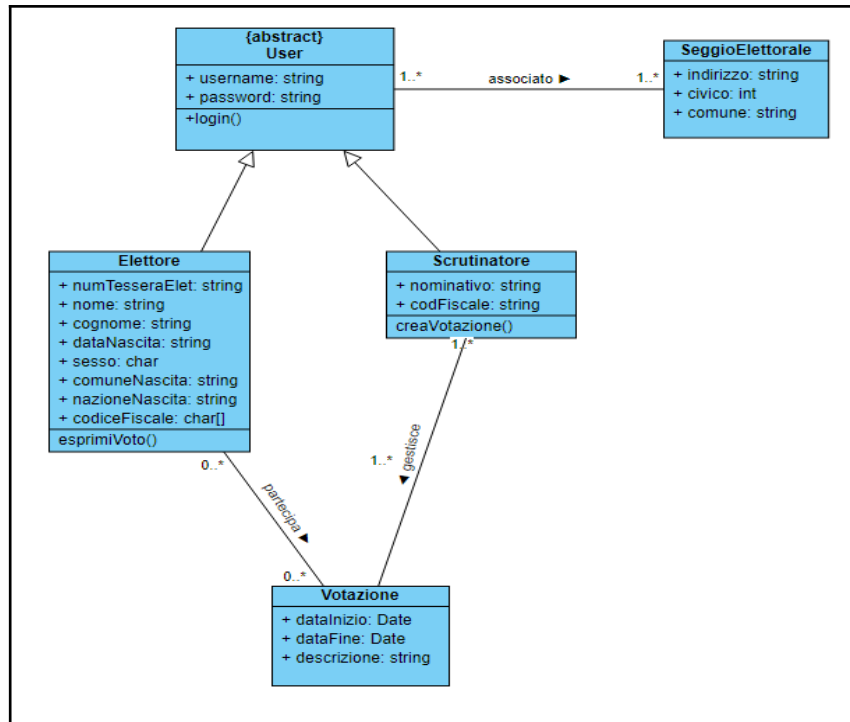 {abstract}
User
+ username: string
+ password: string
+login()
1..*
associato ►
1..*
SeggioElettorale
+ indirizzo: string
+ civico: int
+ comune: string
Elettore
+ numTesseraElet: string
+ nome: string
+ cognome: string
+ dataNascita: string
+ sesso: char
+ comuneNascita: string
+ nazioneNascita: string
+ codiceFiscale: char[]
esprimiVoto()
Scrutinatore
+ nominativo: string
+ codFiscale: string
creaVotazione()
1..*
1..*
◄ gestisce
0..*
partecipa ►
0..*
Votazione
+ dataInizio: Date
+ dataFine: Date
+ descrizione: string